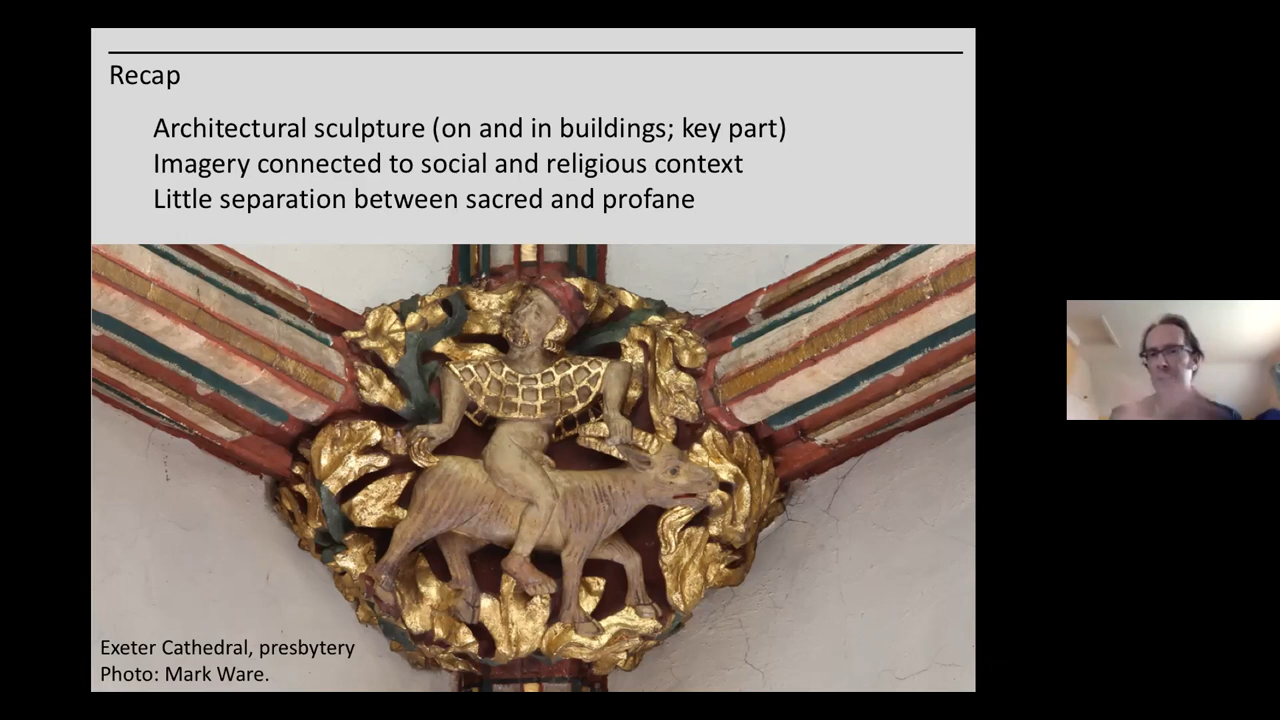 Recap
Architectural sculpture (on and in buildings; key part)
Imagery connected to social and religious context
Little separation between sacred and profane
Exeter Cathedral, presbytery
Photo: Mark Ware.